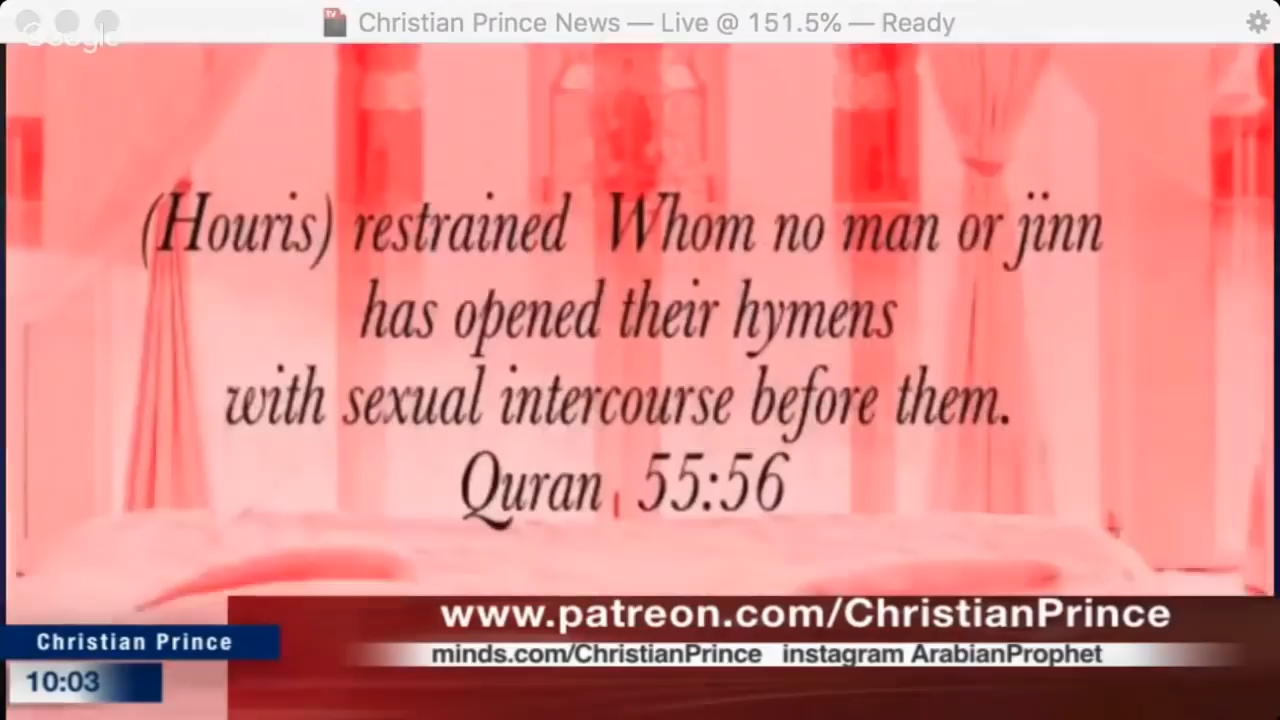 Christian Prince News — Live @ 151.5% — Ready
Google
(Houris) restrained Whom no man or jinn
has opened their hymens
with sexual intercourse before them.
Quran 55:56
www.patreon.com/ChristianPrince
minds.com/ChristianPrince instagram ArabianProphet
Christian Prince
10:03